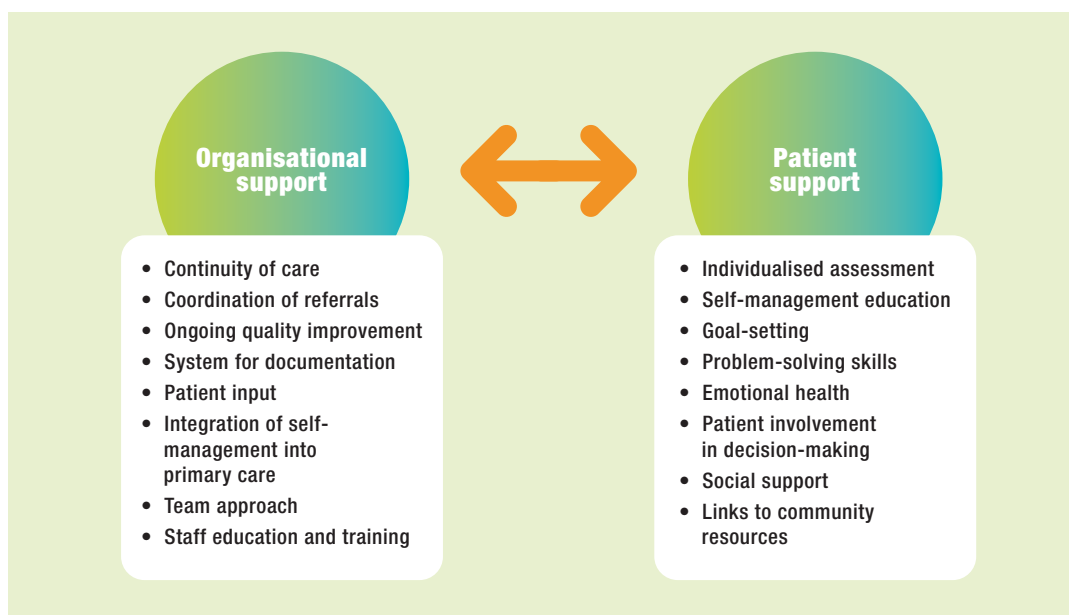 Organisational
support
• Continuity of care
• Coordination of referrals
• Ongoing quality improvement
• System for documentation
• Patient input
• Integration of self-
management into
primary care
• Team approach
• Staff education and training
Patient
support
• Individualised assessment
• Self-management education
• Goal-setting
• Problem-solving skills
• Emotional health
• Patient involvement
in decision-making
• Social support
• Links to community
resources